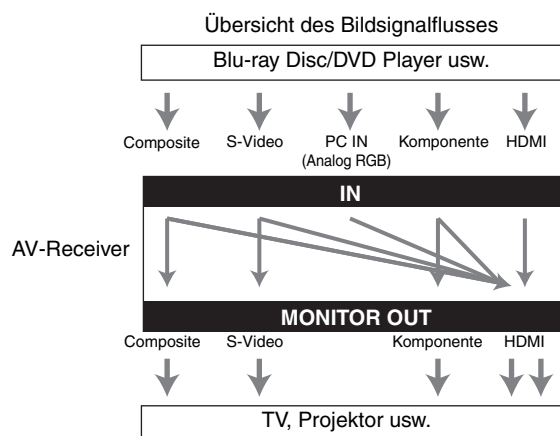 Übersicht des Bildsignalflusses
Blu-ray Disc/DVD Player usw.
Composite S-Video PC IN Komponente HDMI
(Analog RGB)
IN
AV-Receiver
MONITOR OUT
Composite S-Video Komponente HDMI
TV, Projektor usw.